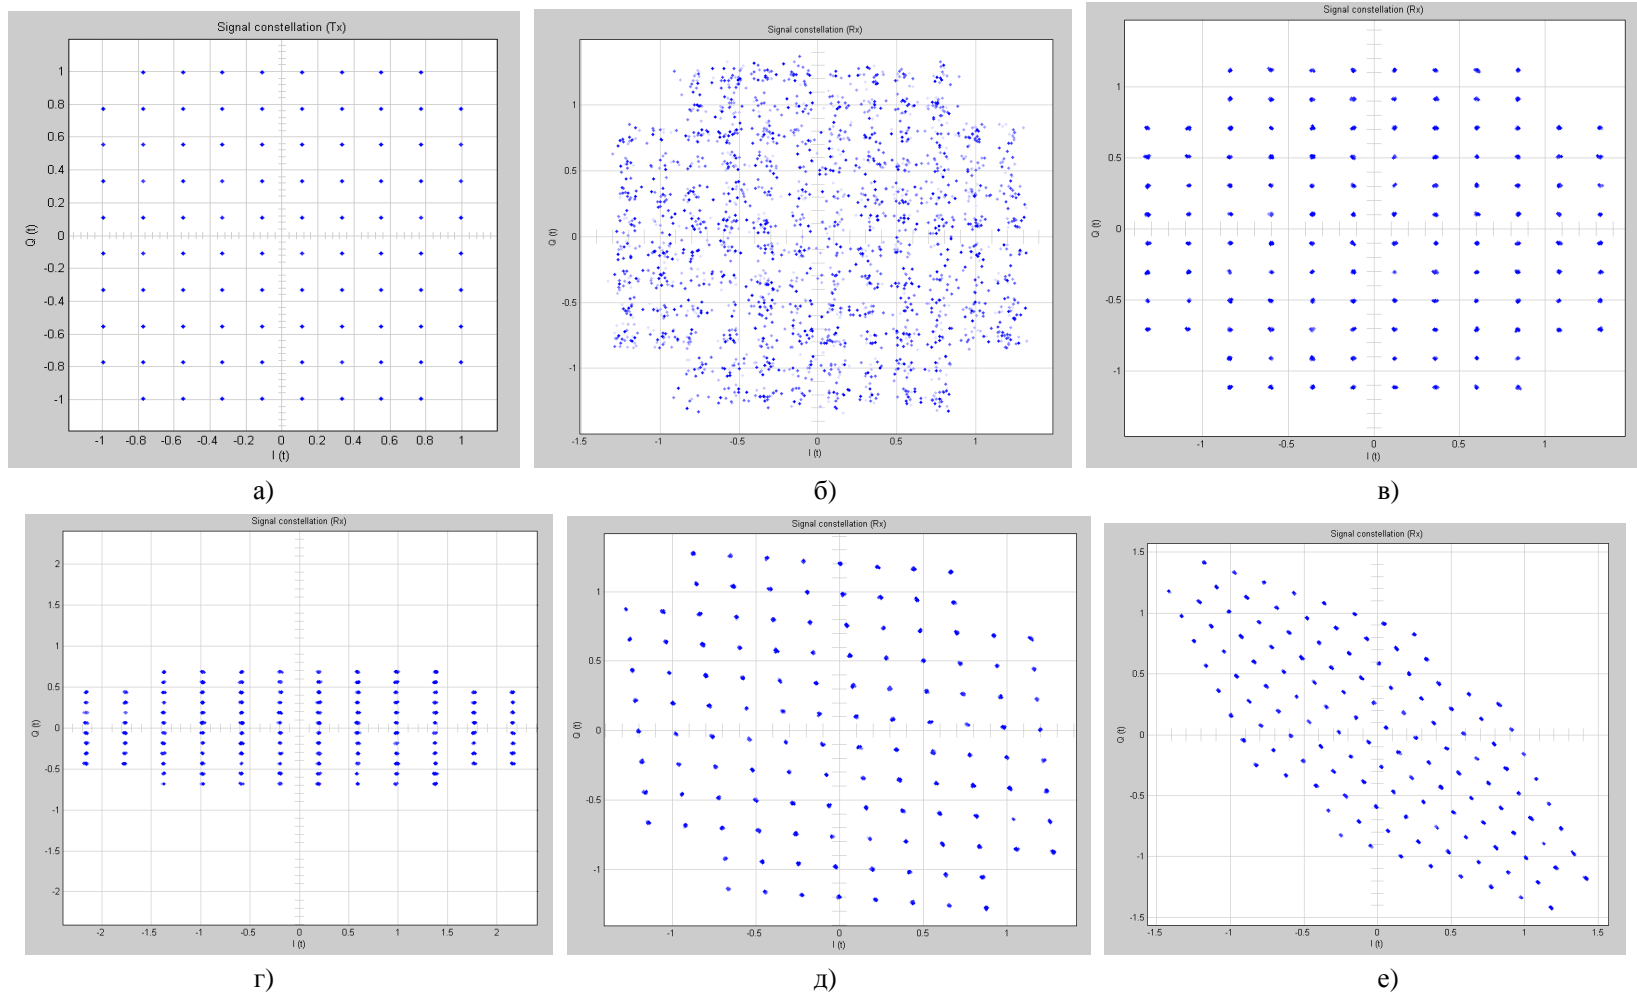 Signal constellation (Tx)
1
0.8
0.6
0.4
0.2
0
-0.2
-0.4
-0.6
-0.8
-1
Q (t)
-1 -0.8 -0.6 -0.4 -0.2 0 0.2 0.4 0.6 0.8 1
I (t)
а)
Signal constellation (Rx)
1
0.5
0
-0.5
-1
Q (t)
-1.5 -1 -0.5 0 0.5 1
I (t)
б)
Signal constellation (Rx)
1
0.5
0
-0.5
-1
Q (t)
-1 -0.5 0 0.5 1
I (t)
в)
Signal constellation (Rx)
2
1.5
1
0.5
0
-0.5
-1
-1.5
-2
Q (t)
-2 -1.5 -1 -0.5 0 0.5 1 1.5 2
I (t)
г)
Signal constellation (Rx)
1
0.5
0
-0.5
-1
Q (t)
-1 -0.5 0 0.5 1
I (t)
д)
Signal constellation (Rx)
1.5
1
0.5
0
-0.5
-1
-1.5
Q (t)
-1.5 -1 -0.5 0 0.5 1 1.5
I (t)
е)